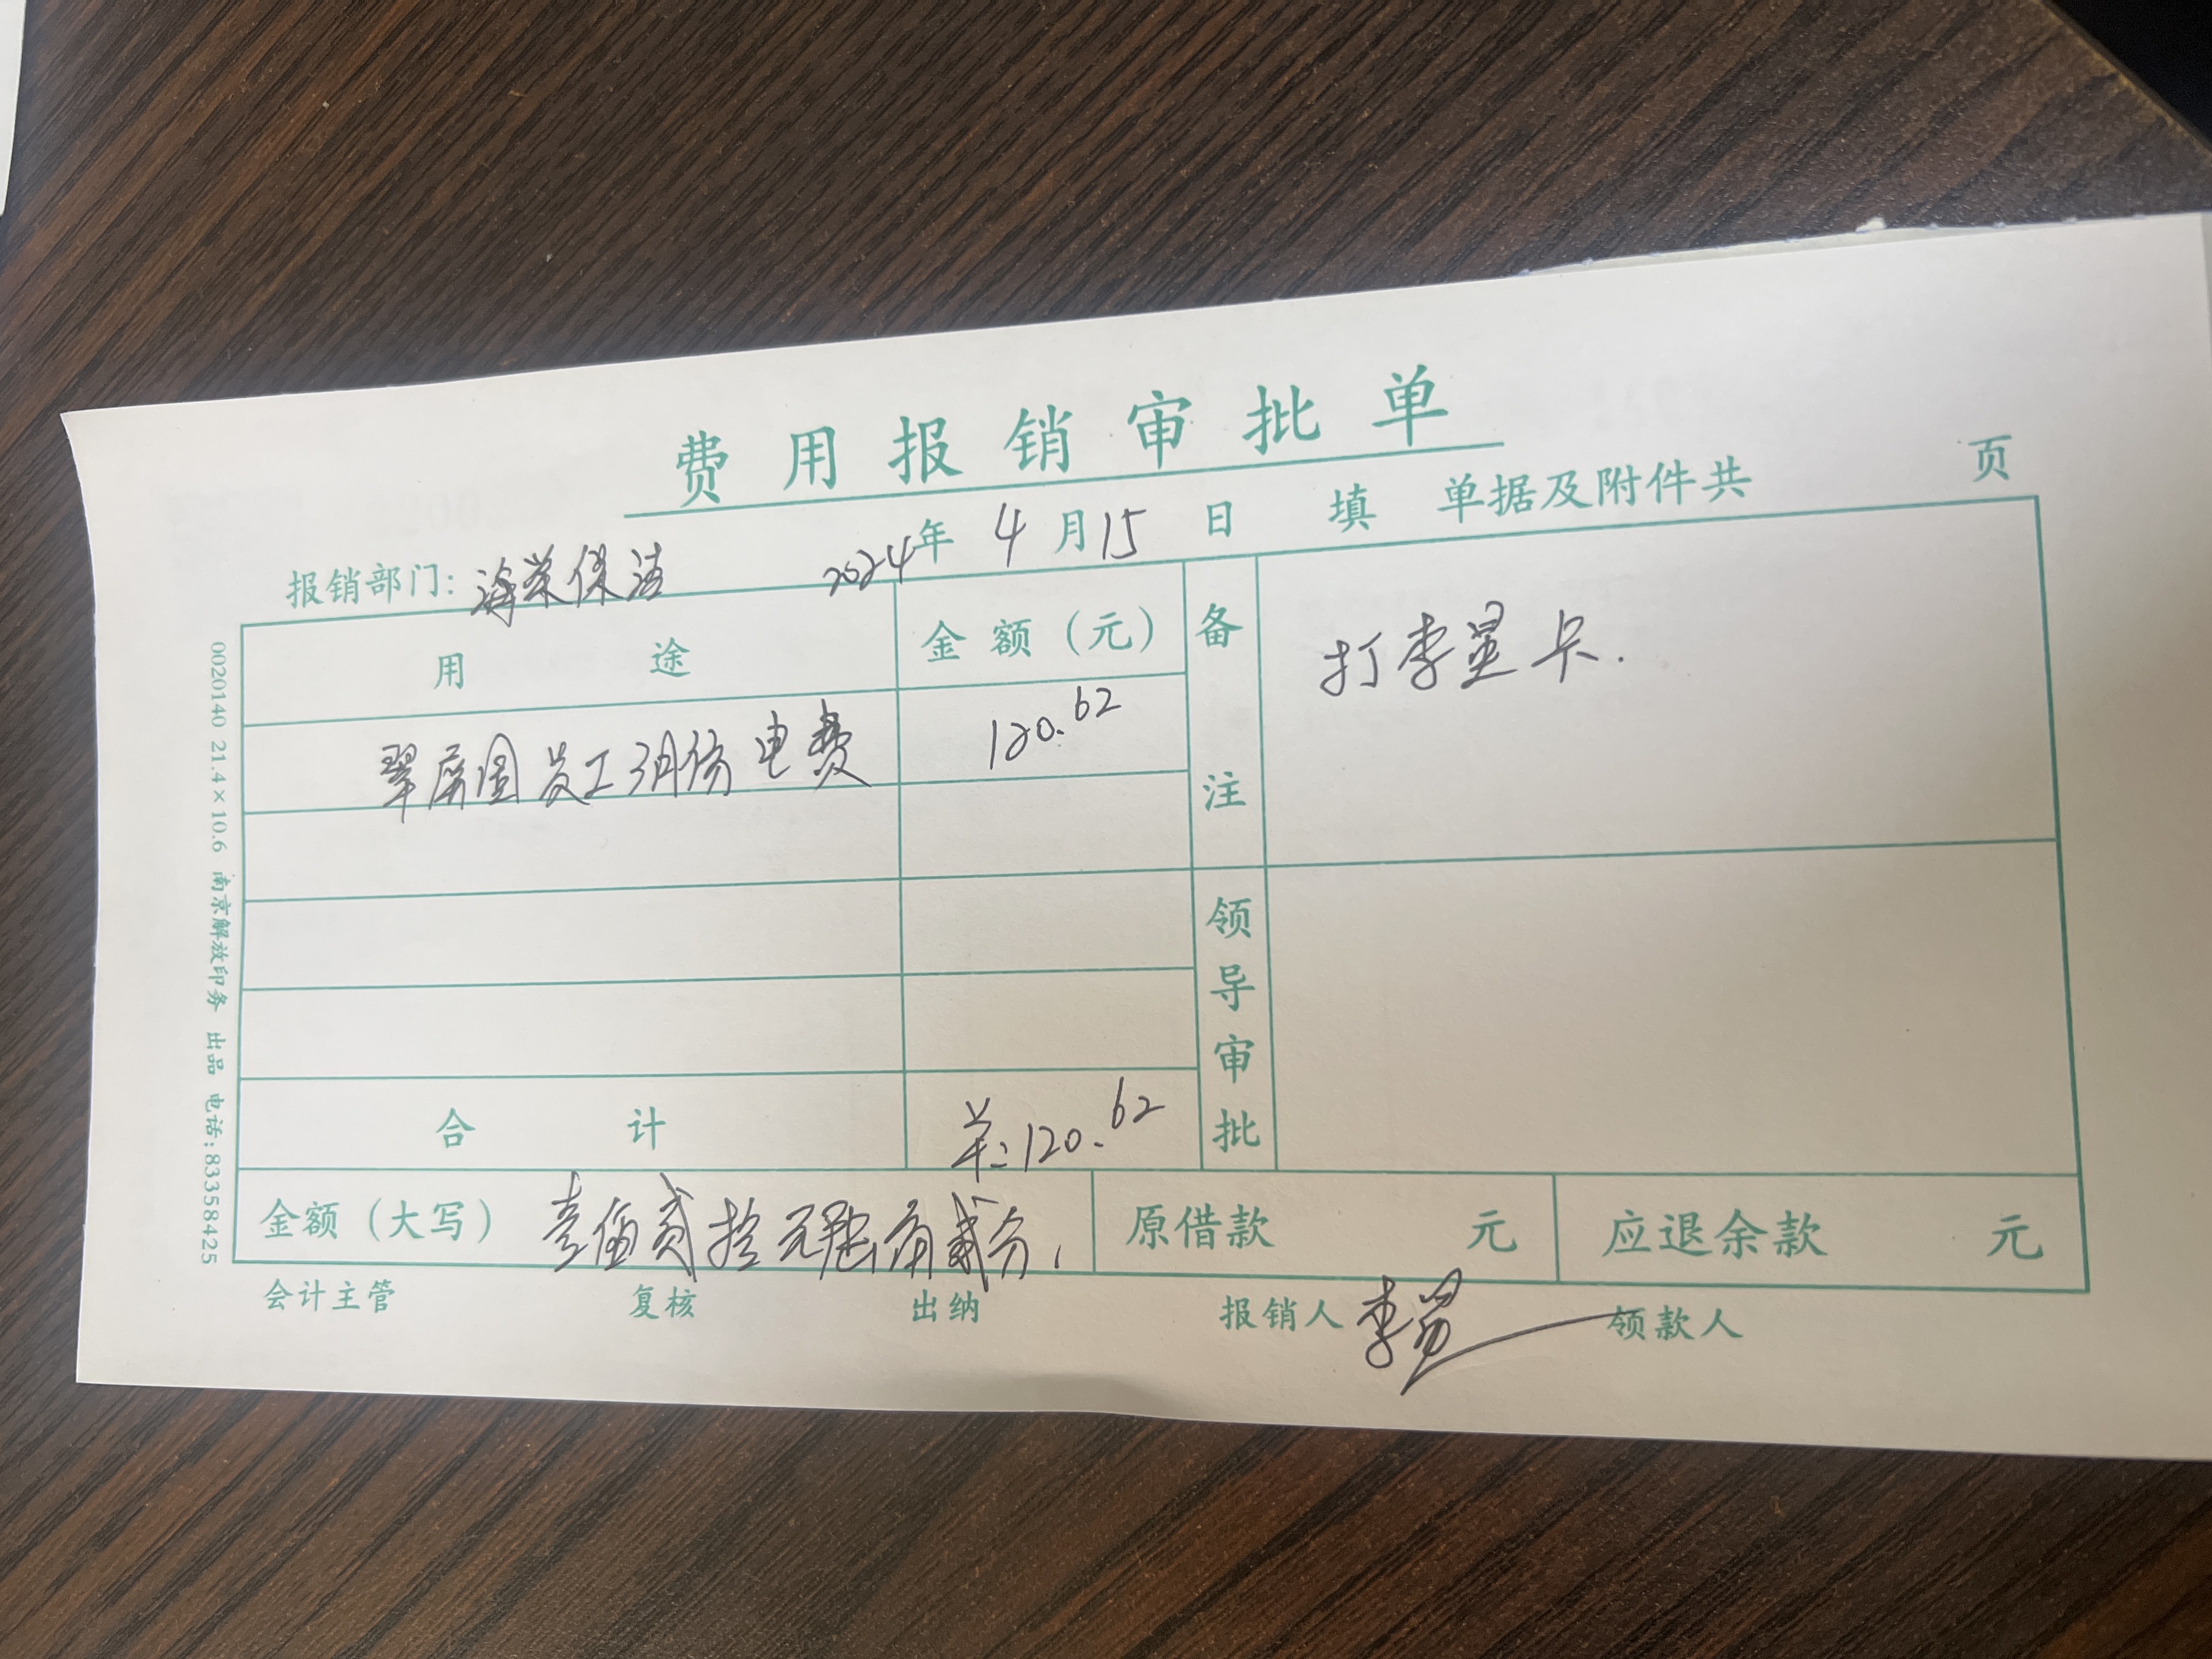 费用报销审批单
报销部门: 海荣保洁 2024年 4月15日 填 单据及附件共 页
用途 金额(元) 备注 打李显卡.
翠屏国员工3月份电费 120.62
领导审批
合计 ¥:120.62
金额(大写) 壹佰贰拾元陆角贰分, 原借款 元 应退余款 元
会计主管 复核 出纳 报销人 领款人
0020140 21.4×10.6 南京解放印务 出品 电话:83358425